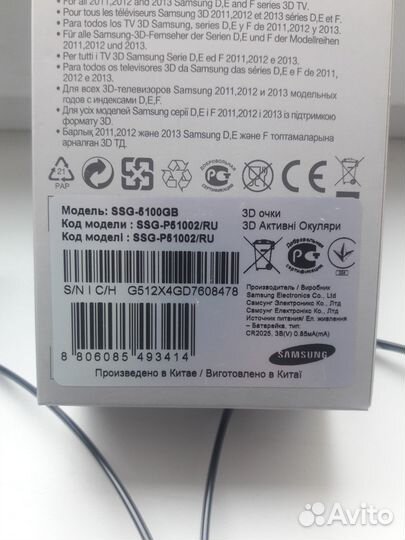 For all 2011,2012 and 2013 Samsung D,E and F series 3D TV.
• Pour tous les téléviseurs Samsung 3D 2011,2012 et 2013 séries D,E et F.
• Para todos los TV 3D Samsung, series D,E y F de 2011,2012 y 2013.
• Für alle Samsung-3D-Fernseher der Serien D,E und F der Modellreihen
2011,2012 und 2013.
• Per tutti i TV 3D Samsung Serie D,E ed F 2011, 2012 e 2013.
• Para todos os televisores 3D da Samsung das séries D,E e F de 2011,
2012 e 2013.
• Для всех 3D-телевизоров Samsung 2011,2012 и 2013 модельных
годов с индексами D,E,F.
• Для усіх моделей Samsung серії D,E і F 2011,2012 і 2013 із підтримкою
формату 3D.
• Барлық 2011,2012 және 2013 Samsung D,E және F топтамаларына
арналған 3D ТД.
21
PAP
ДОБРОВОЛЬНАЯ
СЕРТИФИКАЦИЯ
Модель: SSG-5100GB
Код модели : SSG-P51002/RU
Код моделі : SSG-P51002/RU
3D очки
3D Активні Окуляри
ДОБРОВОЛЬНАЯ
СЕРТИФИКАЦИЯ
S/N I C/H G512X4GD7608478
8 806085 493414
Производитель / Виробник
Samsung Electronics Co., Ltd
Самсунг Электроникс Ко., Лтд
Самсунг Електронікс Ко., Лтд
Источник питания/ Ел. живлення
– Батарейка, тип:
CR2025, 3В(V) 0.85мА(mA)
SAMSUNG
Произведено в Китае / Виготовлено в Китаї
Avito